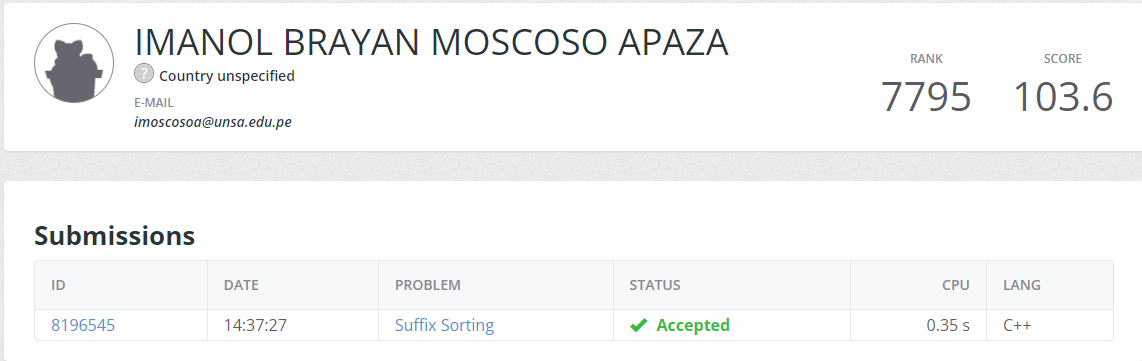 IMANOL BRAYAN MOSCOSO APAZA
? Country unspecified
E-MAIL
imoscosoa@unsa.edu.pe
RANK SCORE
7795 103.6
Submissions
ID DATE PROBLEM STATUS CPU LANG
8196545 14:37:27 Suffix Sorting Accepted 0.35 s C++